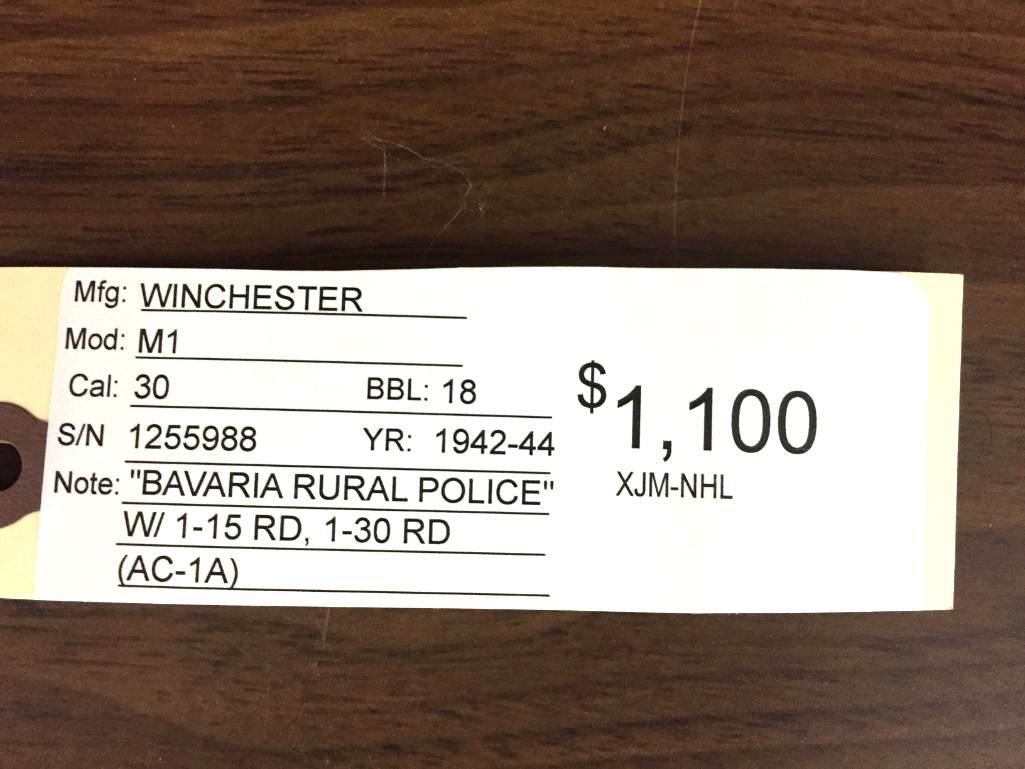 Mfg: WINCHESTER
Mod: M1
Cal: 30 BBL: 18
S/N 1255988 YR: 1942-44
Note: "BAVARIA RURAL POLICE"
W/ 1-15 RD, 1-30 RD
(AC-1A)
$1,100
XJM-NHL